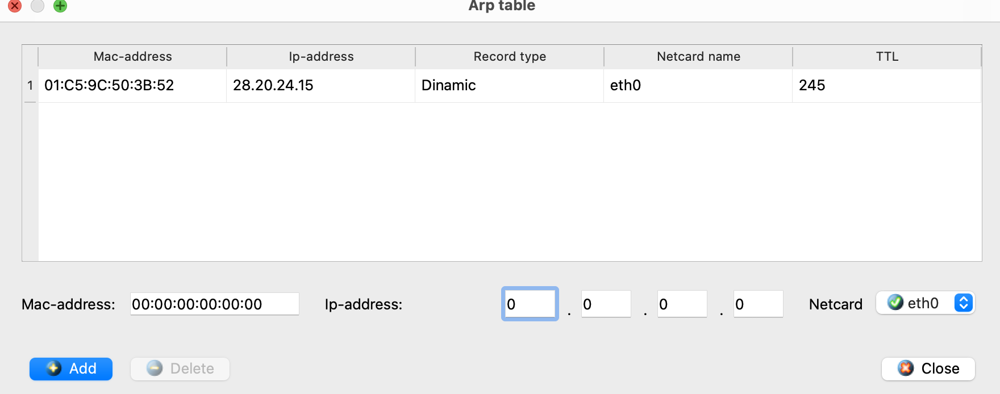 Arp table
Mac-address Ip-address Record type Netcard name TTL
1 01:C5:9C:50:3B:52 28.20.24.15 Dinamic eth0 245
Mac-address: 00:00:00:00:00:00 Ip-address: 0 . 0 . 0 . 0 Netcard eth0
Add Delete Close